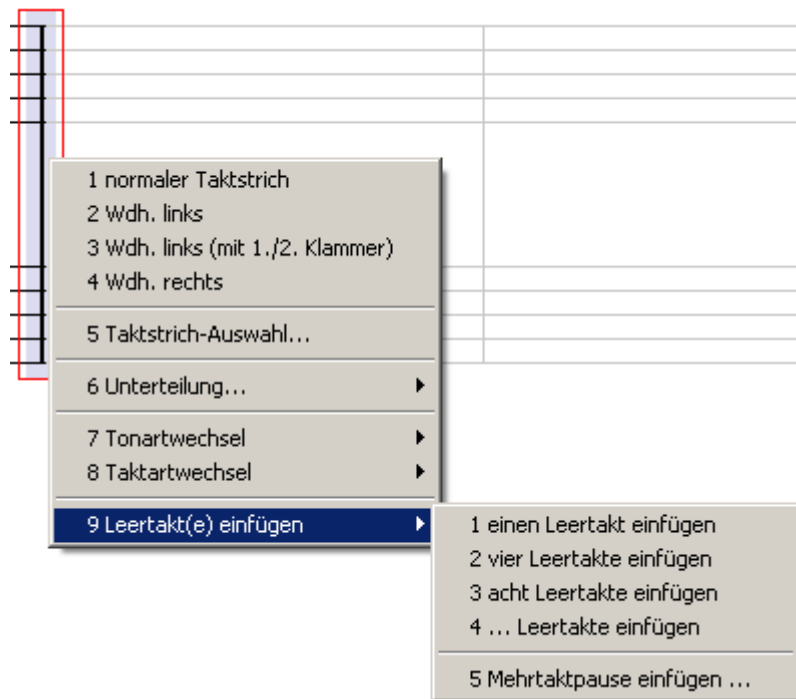 1 normaler Taktstrich
2 Wdh. links
3 Wdh. links (mit 1./2. Klammer)
4 Wdh. rechts
5 Taktstrich-Auswahl...
6 Unterteilung...
7 Tonartwechsel
8 Taktartwechsel
9 Leertakt(e) einfügen
1 einen Leertakt einfügen
2 vier Leertakte einfügen
3 acht Leertakte einfügen
4 ... Leertakte einfügen
5 Mehrtaktpause einfügen ...